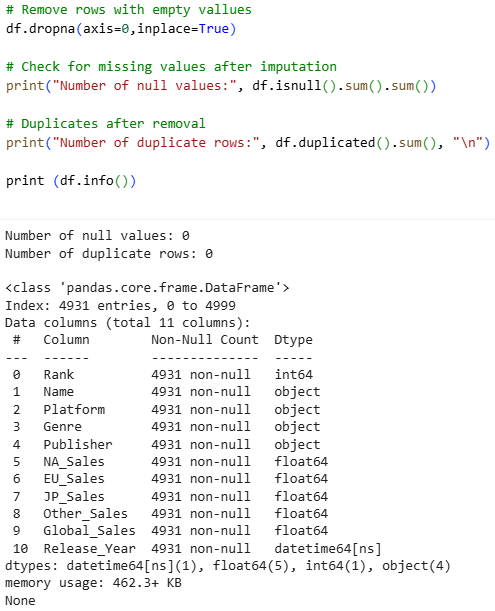 # Remove rows with empty vallues
df.dropna(axis=0,inplace=True)
# Check for missing values after imputation
print("Number of null values:", df.isnull().sum().sum())
# Duplicates after removal
print("Number of duplicate rows:", df.duplicated().sum(), "\n")
print (df.info())
Number of null values: 0
Number of duplicate rows: 0
<class 'pandas.core.frame.DataFrame'>
Index: 4931 entries, 0 to 4999
Data columns (total 11 columns):
 #   Column        Non-Null Count  Dtype
---  ------        --------------  -----
 0   Rank          4931 non-null   int64
 1   Name          4931 non-null   object
 2   Platform      4931 non-null   object
 3   Genre         4931 non-null   object
 4   Publisher     4931 non-null   object
 5   NA_Sales      4931 non-null   float64
 6   EU_Sales      4931 non-null   float64
 7   JP_Sales      4931 non-null   float64
 8   Other_Sales   4931 non-null   float64
 9   Global_Sales  4931 non-null   float64
 10  Release_Year  4931 non-null   datetime64[ns]
dtypes: datetime64[ns](1), float64(5), int64(1), object(4)
memory usage: 462.3+ KB
None